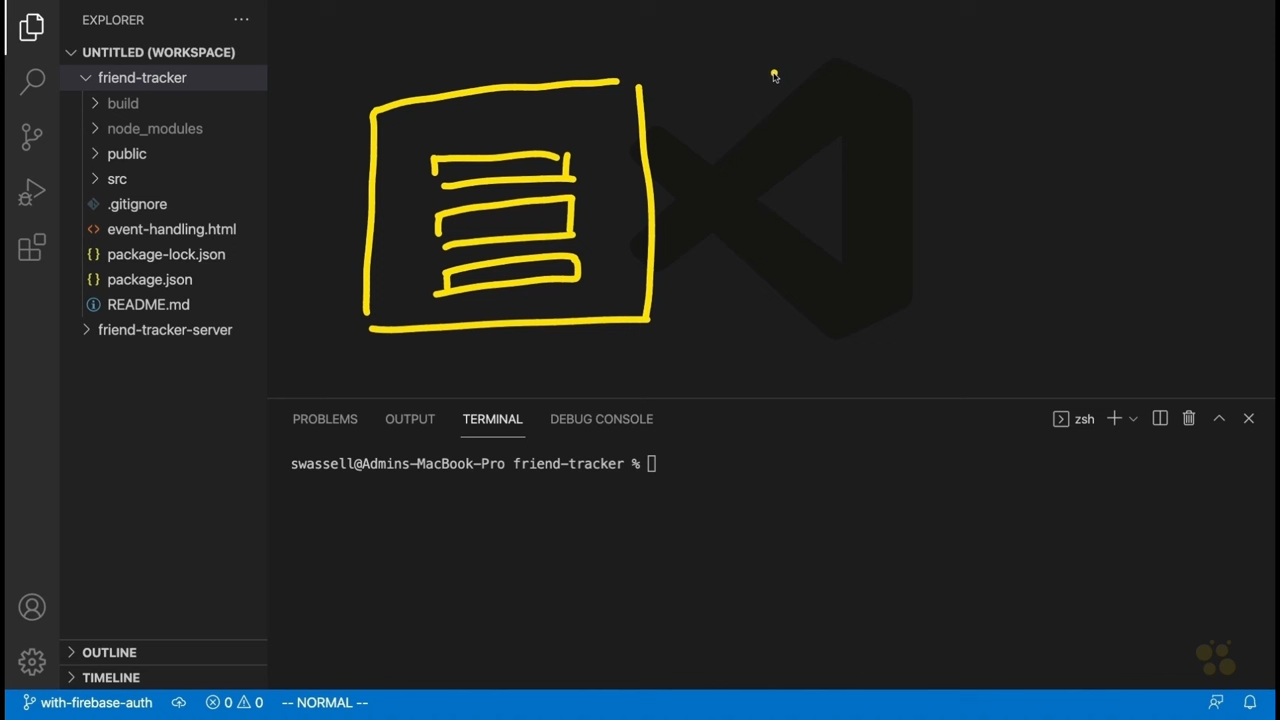 EXPLORER
UNTITLED (WORKSPACE)
friend-tracker
build
node_modules
public
src
.gitignore
event-handling.html
package-lock.json
package.json
README.md
friend-tracker-server
OUTLINE
TIMELINE
PROBLEMS OUTPUT TERMINAL DEBUG CONSOLE
zsh
swassell@Admins-MacBook-Pro friend-tracker %
with-firebase-auth 0 0 -- NORMAL --